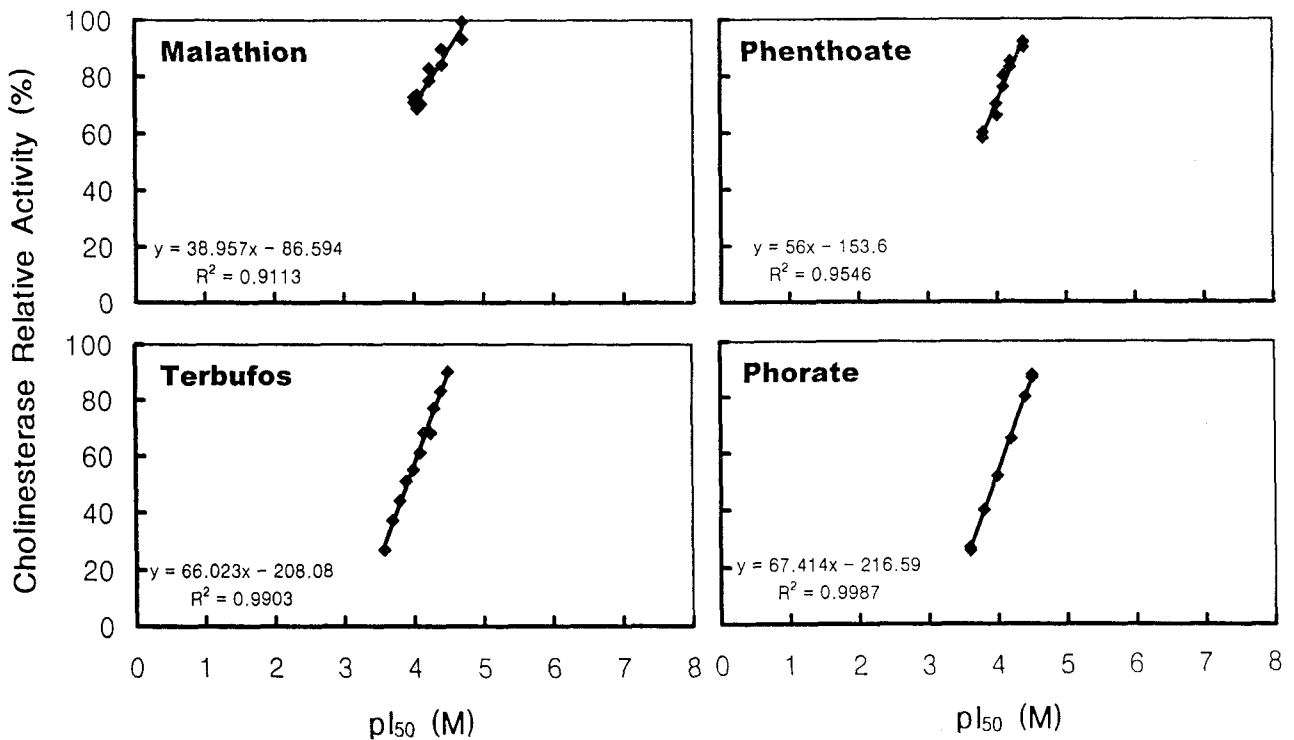 Cholinesterase Relative Activity (%)
100
80
60
40
20
0
Malathion
y = 38.957x − 86.594
R² = 0.9113
Phenthoate
y = 56x − 153.6
R² = 0.9546
100
80
60
40
20
0
Terbufos
y = 66.023x − 208.08
R² = 0.9903
Phorate
y = 67.414x − 216.59
R² = 0.9987
0 1 2 3 4 5 6 7 8
0 1 2 3 4 5 6 7 8
pI₅₀ (M)
pI₅₀ (M)